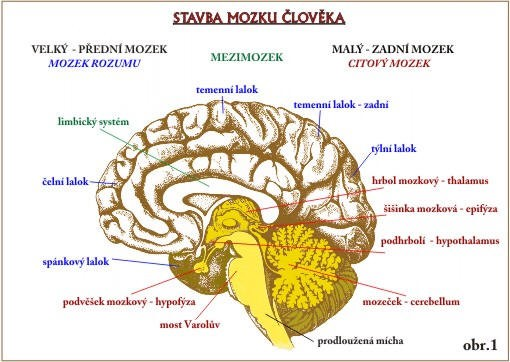 STAVBA MOZKU ČLOVĚKA
VELKÝ - PŘEDNÍ MOZEK
MOZEK ROZUMU
MEZIMOZEK
MALÝ - ZADNÍ MOZEK
CITOVÝ MOZEK
temenní lalok
temenní lalok - zadní
limbický systém
týlní lalok
čelní lalok
hrbol mozkový - thalamus
šišinka mozková - epifýza
podhrbolí - hypothalamus
spánkový lalok
podvěšek mozkový - hypofýza
mozeček - cerebellum
most Varolův
prodloužená mícha
obr.1